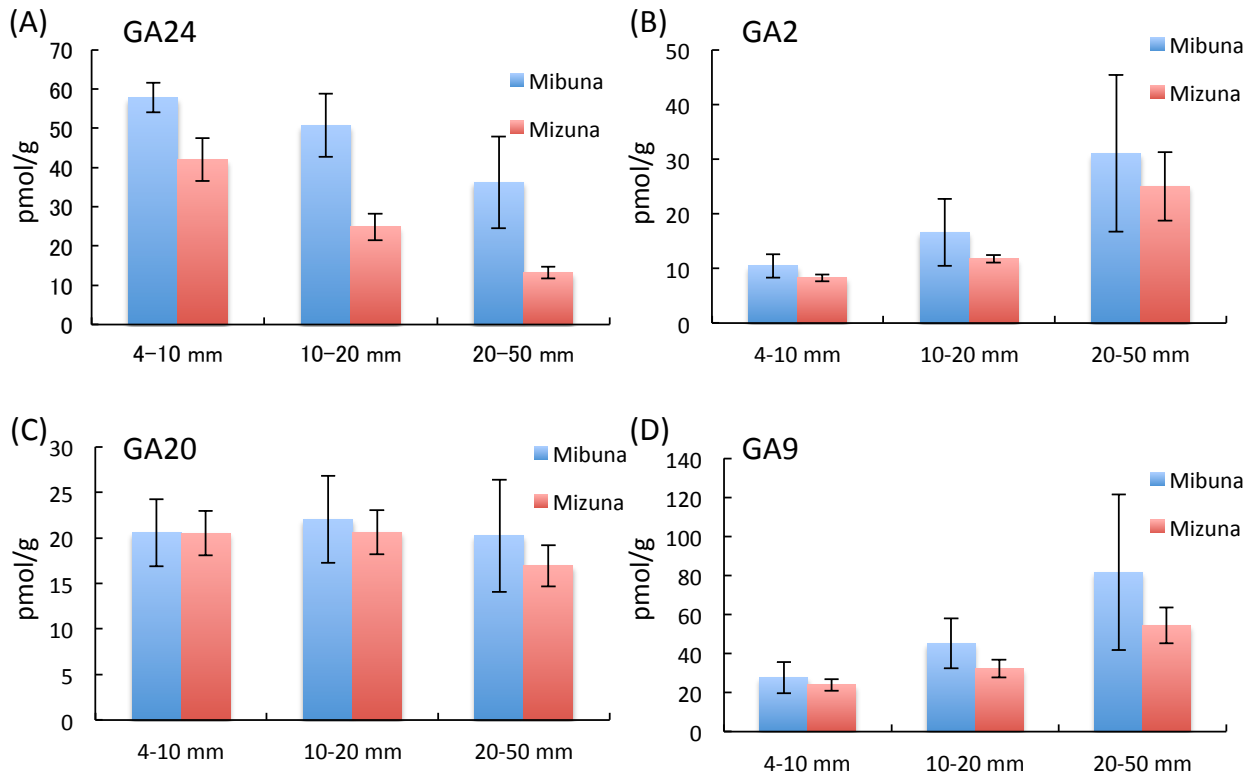 (A)
GA24
70
60
50
40
30
20
10
0
pmol/g
Mibuna
Mizuna
4-10 mm
10-20 mm
20-50 mm
(B)
GA2
50
40
30
20
10
0
pmol/g
Mibuna
Mizuna
4-10 mm
10-20 mm
20-50 mm
(C)
GA20
30
25
20
15
10
5
0
pmol/g
Mibuna
Mizuna
4-10 mm
10-20 mm
20-50 mm
(D)
GA9
140
120
100
80
60
40
20
0
pmol/g
Mibuna
Mizuna
4-10 mm
10-20 mm
20-50 mm